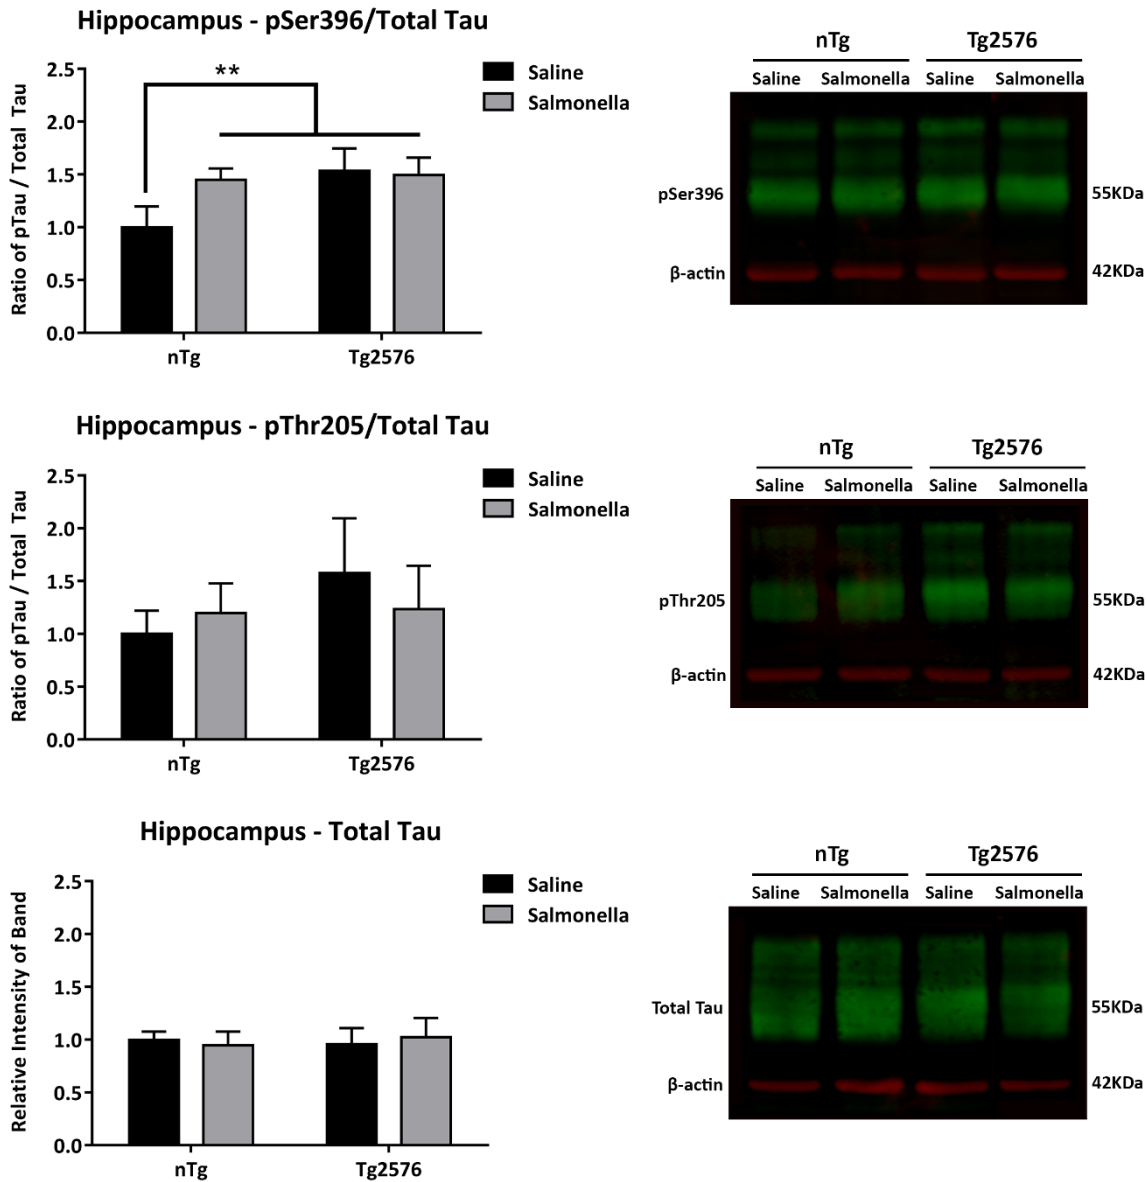 Hippocampus - pSer396/Total Tau
Ratio of pTau / Total Tau
2.5
2.0
1.5
1.0
0.5
0.0
**
Saline
Salmonella
nTg
Tg2576
nTg Tg2576
Saline Salmonella Saline Salmonella
pSer396 55KDa
β-actin 42KDa
Hippocampus - pThr205/Total Tau
Ratio of pTau / Total Tau
2.5
2.0
1.5
1.0
0.5
0.0
Saline
Salmonella
nTg
Tg2576
nTg Tg2576
Saline Salmonella Saline Salmonella
pThr205 55KDa
β-actin 42KDa
Hippocampus - Total Tau
Relative Intensity of Band
2.5
2.0
1.5
1.0
0.5
0.0
Saline
Salmonella
nTg
Tg2576
nTg Tg2576
Saline Salmonella Saline Salmonella
Total Tau 55KDa
β-actin 42KDa